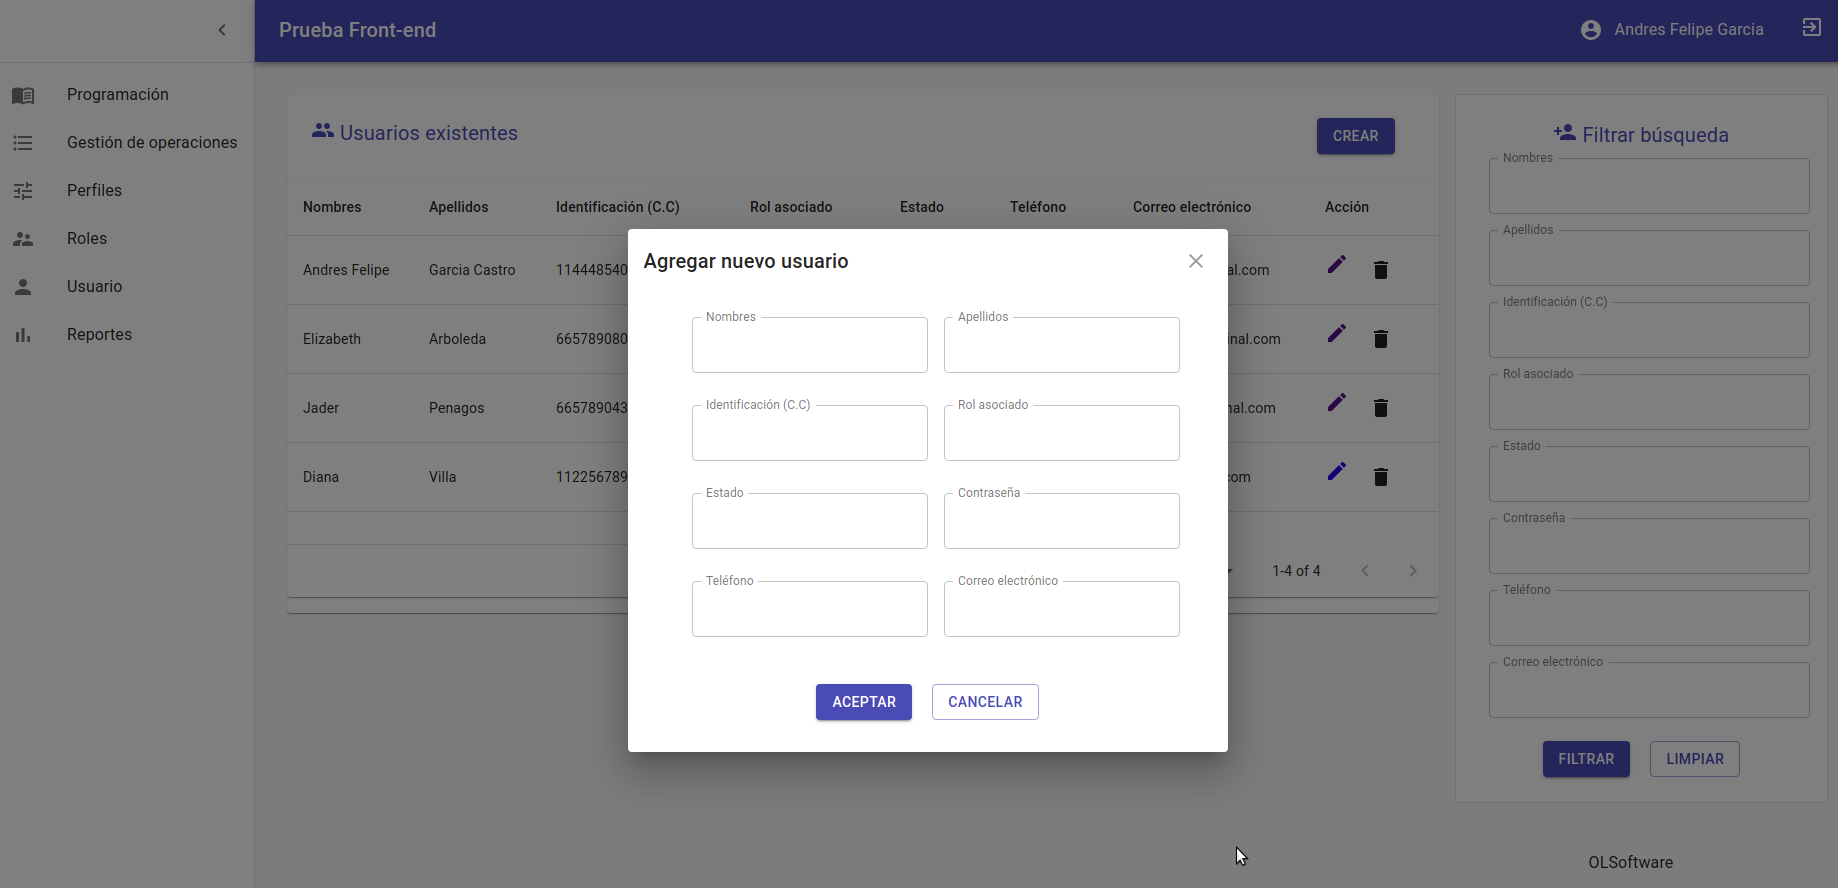 Prueba Front-end
Andres Felipe Garcia
Programación
Gestión de operaciones
Perfiles
Roles
Usuario
Reportes
Usuarios existentes
CREAR
Nombres Apellidos Identificación (C.C) Rol asociado Estado Teléfono Correo electrónico Acción
Andres Felipe Garcia Castro 114448540 al.com
Elizabeth Arboleda 665789080 inal.com
Jader Penagos 665789043 nal.com
Diana Villa 112256789 com
1-4 of 4
Agregar nuevo usuario
Nombres
Apellidos
Identificación (C.C)
Rol asociado
Estado
Contraseña
Teléfono
Correo electrónico
ACEPTAR
CANCELAR
Filtrar búsqueda
Nombres
Apellidos
Identificación (C.C)
Rol asociado
Estado
Contraseña
Teléfono
Correo electrónico
FILTRAR
LIMPIAR
OLSoftware